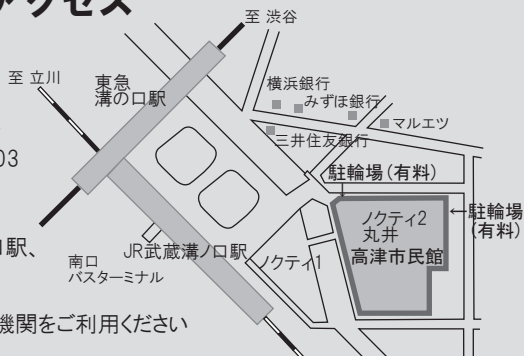 アクセス
至 渋谷
至 立川
東急
溝の口駅
横浜銀行
みずほ銀行
マルエツ
三井住友銀行
03
駐輪場(有料)
ノクティ2
丸井
高津市民館
←駐輪場
(有料)
口駅、
JR武蔵溝ノ口駅
ノクティ1
南口
バスターミナル
機関をご利用ください